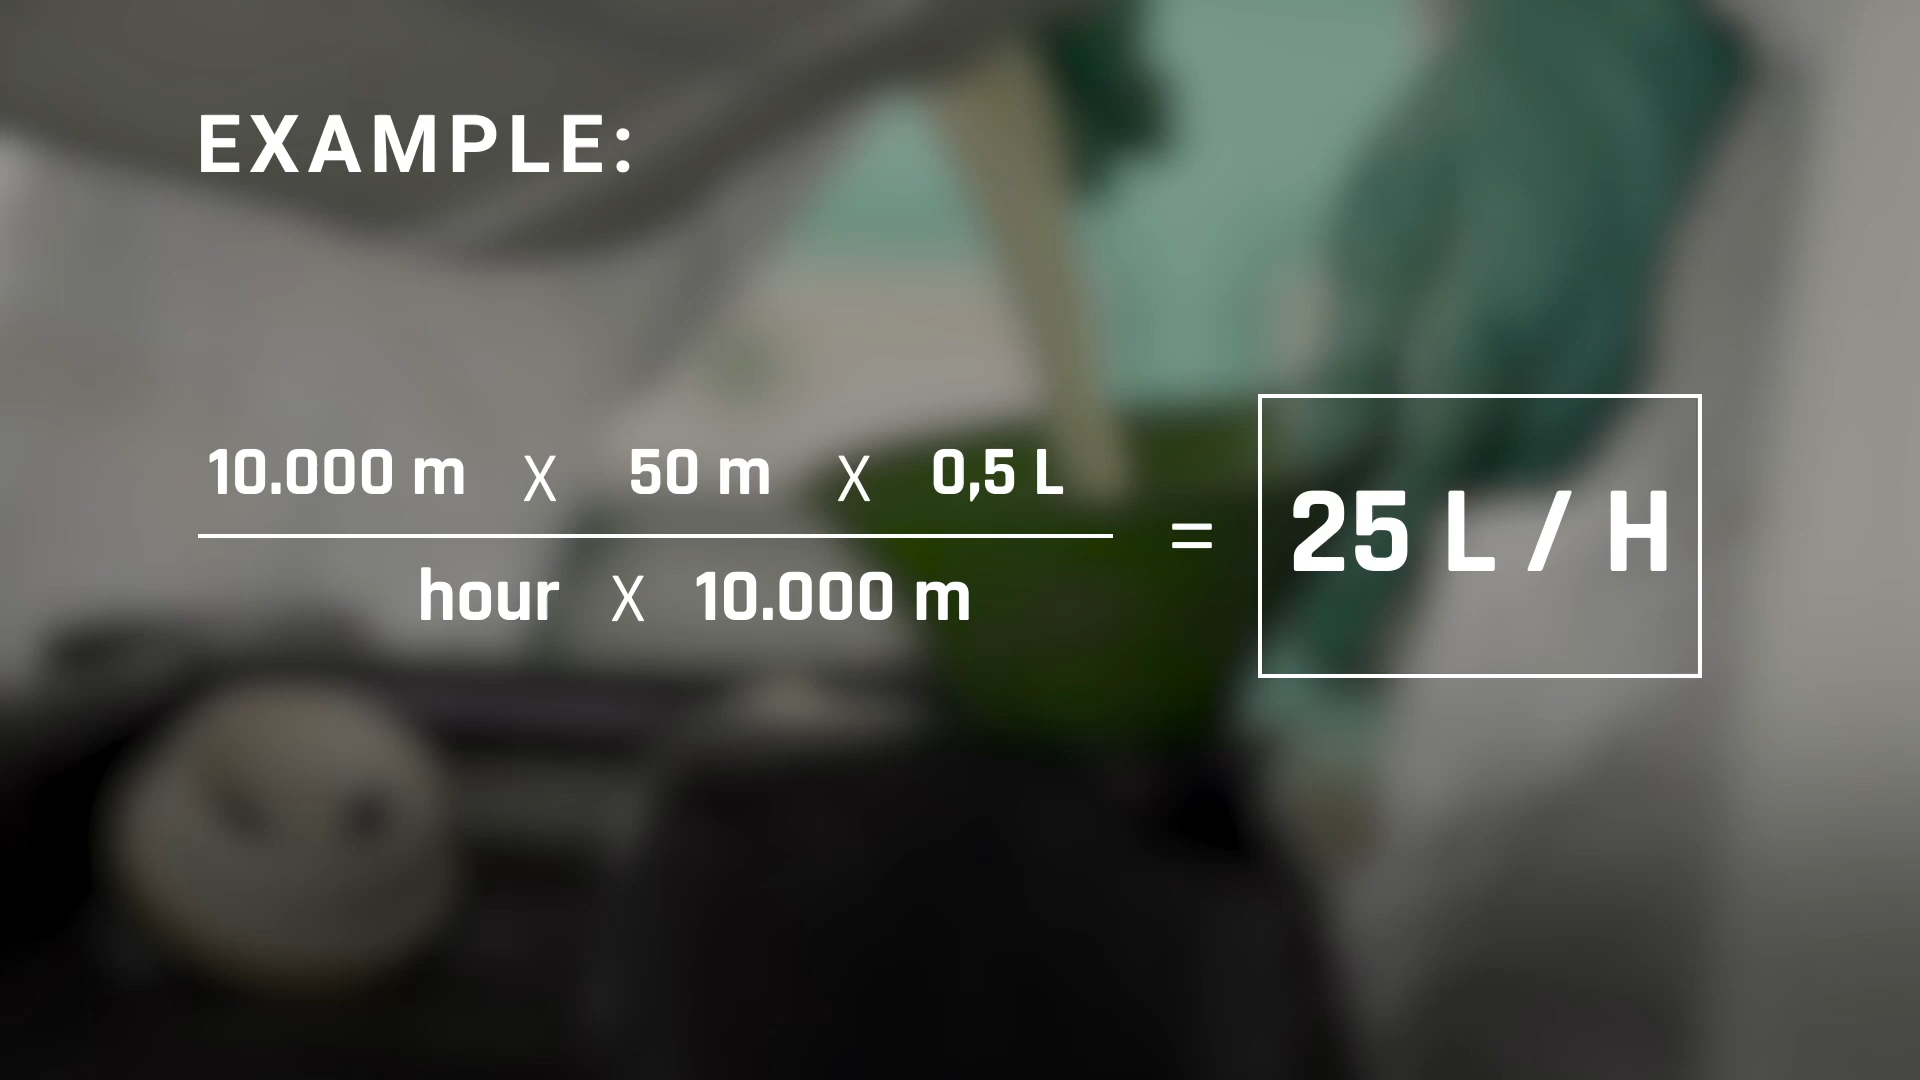 EXAMPLE:
10.000 m X 50 m X 0,5 L
hour X 10.000 m
= 25 L / H